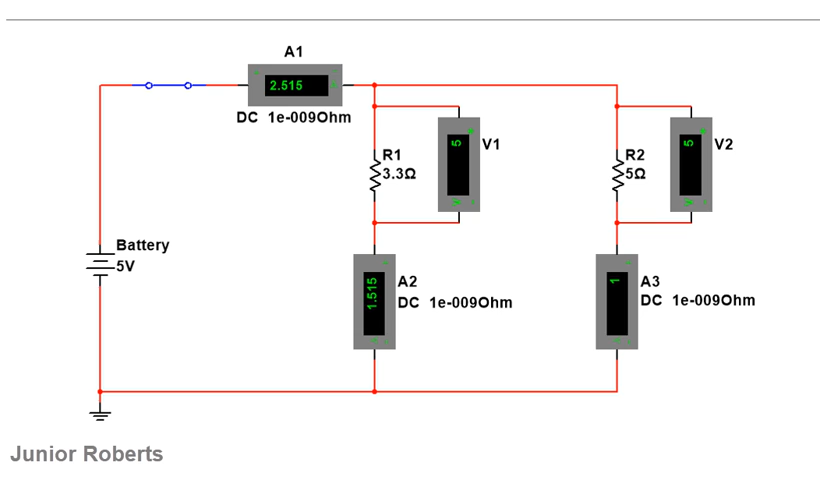 A1
2.515
DC 1e-009Ohm
R1
3.3Ω
5
V1
R2
5Ω
5
V2
Battery
5V
1.515
A2
DC 1e-009Ohm
1
A3
DC 1e-009Ohm
Junior Roberts